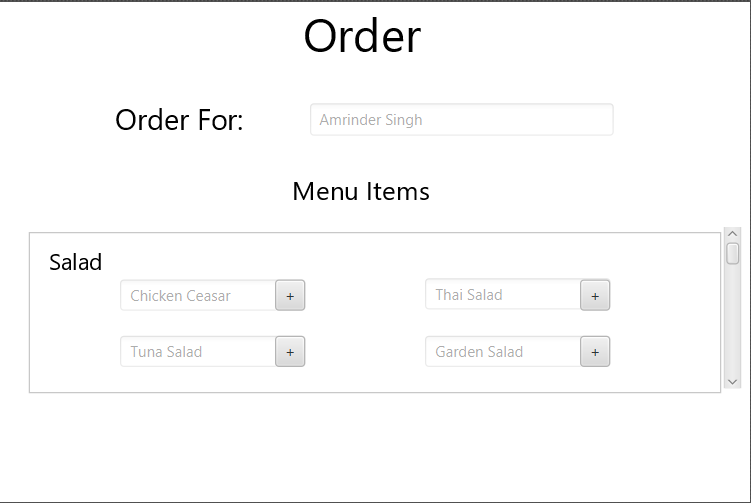 Order
Order For: Amrinder Singh
Menu Items
Salad
Chicken Ceasar + Thai Salad +
Tuna Salad + Garden Salad +